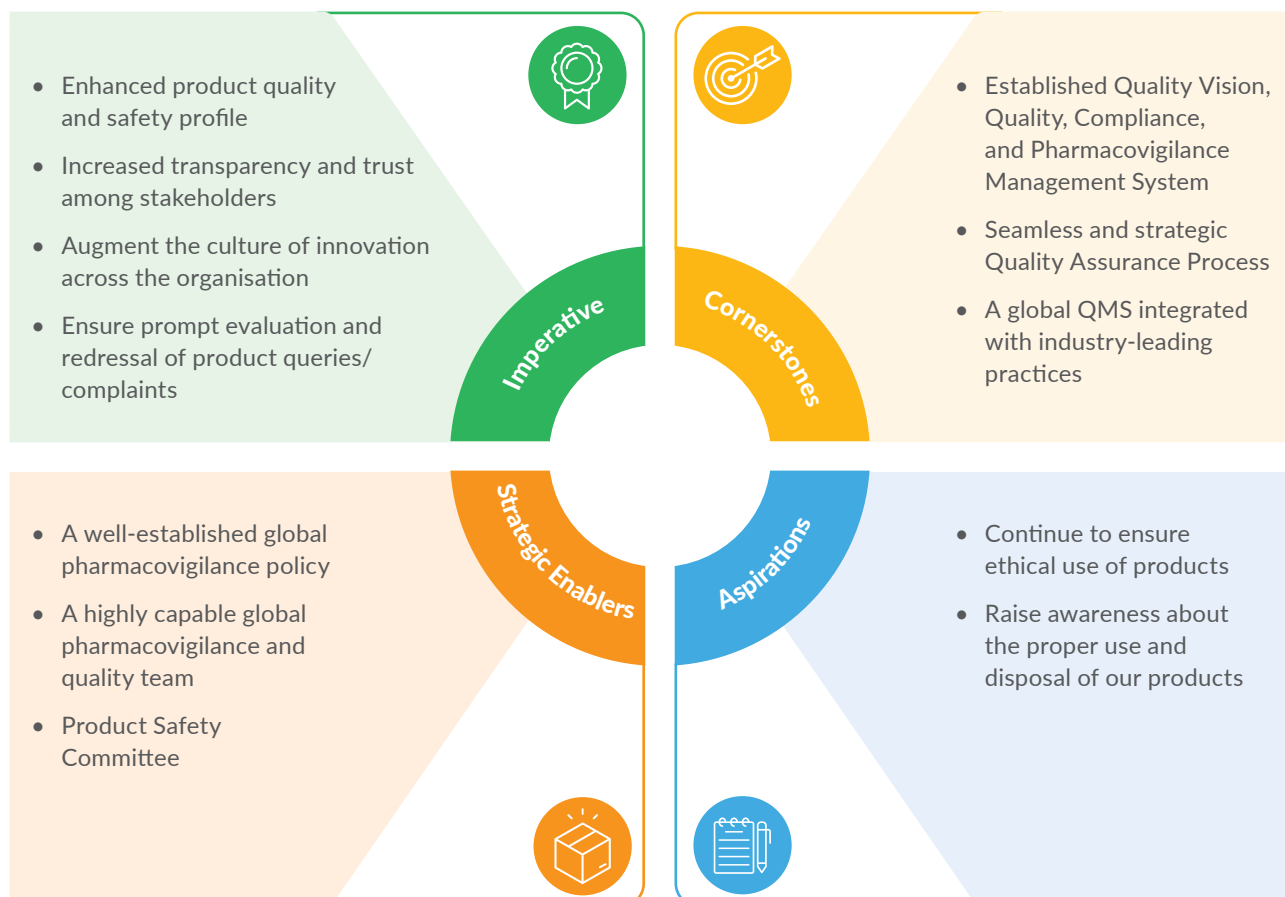 • Enhanced product quality
and safety profile
• Increased transparency and trust
among stakeholders
• Augment the culture of innovation
across the organisation
• Ensure prompt evaluation and
redressal of product queries/
complaints
Imperative
Cornerstones
• Established Quality Vision,
Quality, Compliance,
and Pharmacovigilance
Management System
• Seamless and strategic
Quality Assurance Process
• A global QMS integrated
with industry-leading
practices
• A well-established global
pharmacovigilance policy
• A highly capable global
pharmacovigilance and
quality team
• Product Safety
Committee
Strategic Enablers
Aspirations
• Continue to ensure
ethical use of products
• Raise awareness about
the proper use and
disposal of our products